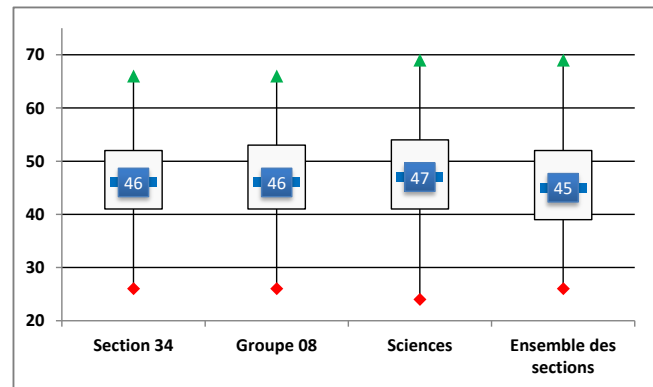 70
60
50
40
30
20
46
46
47
45
Section 34
Groupe 08
Sciences
Ensemble des
sections